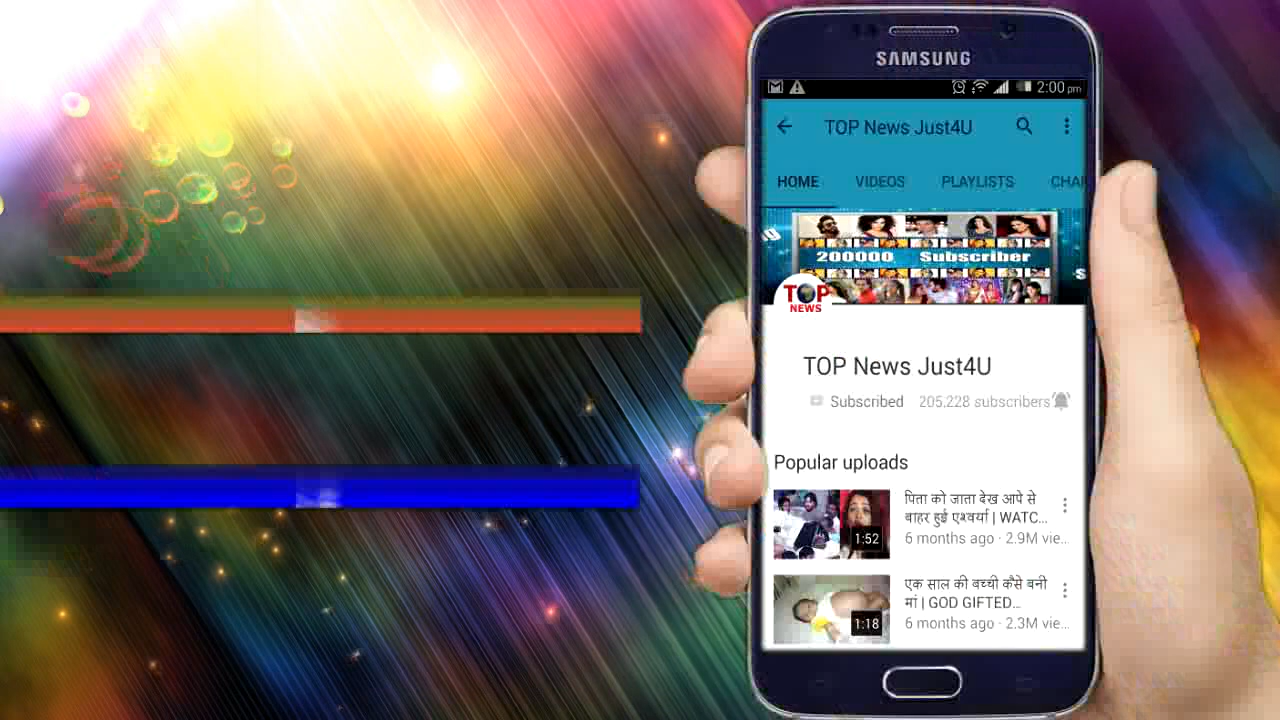 SAMSUNG
2:00 pm
TOP News Just4U
HOME VIDEOS PLAYLISTS CHA
200000 Subscriber
TOP
NEWS
TOP News Just4U
Subscribed 205,228 subscribers
Popular uploads
पिता को जाता देख आपे से
बाहर हुई एश्वर्या | WATC...
1:52
6 months ago · 2.9M vie...
एक साल की बच्ची कैसे बनी
मां | GOD GIFTED...
1:18
6 months ago · 2.3M vie...